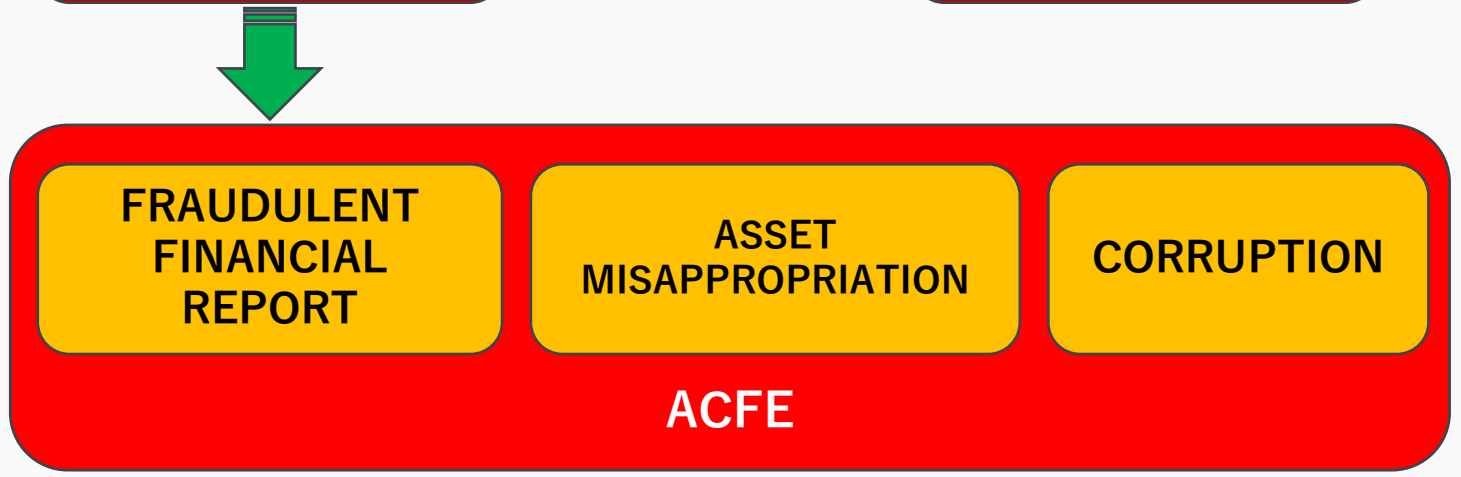 FRAUDULENT
FINANCIAL
REPORT
ASSET
MISAPPROPRIATION
CORRUPTION
ACFE